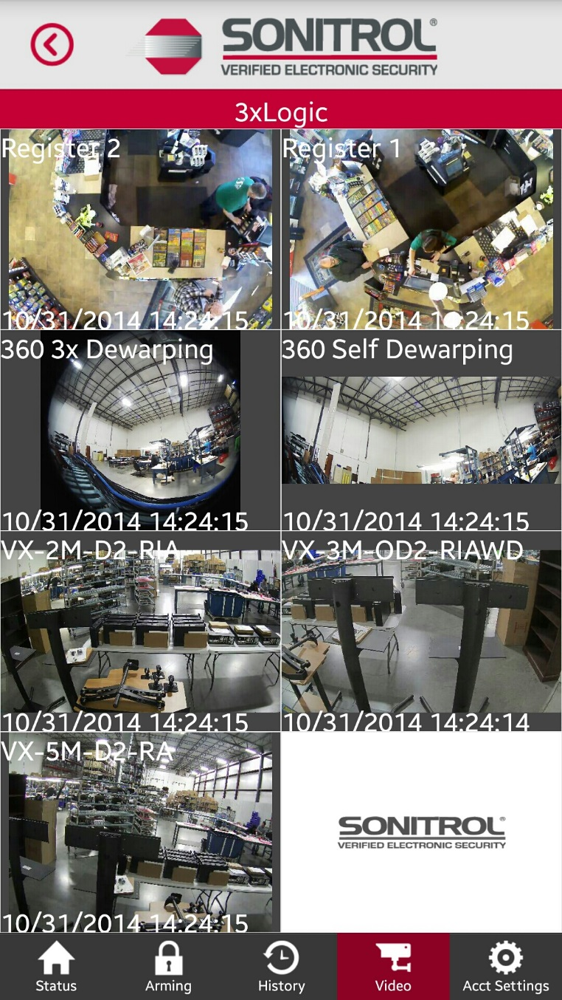 SONITROL®
VERIFIED ELECTRONIC SECURITY
3xLogic
Register 2
Register 1
10/31/2014 14:24:15
10/31/2014 14:24:15
360 3x Dewarping
360 Self Dewarping
10/31/2014 14:24:15
10/31/2014 14:24:15
VX-2M-D2-RIA
VX-3M-OD2-RIAWD
10/31/2014 14:24:15
10/31/2014 14:24:14
VX-5M-D2-RA
SONITROL®
VERIFIED ELECTRONIC SECURITY
10/31/2014 14:24:15
Status
Arming
History
Video
Acct Settings